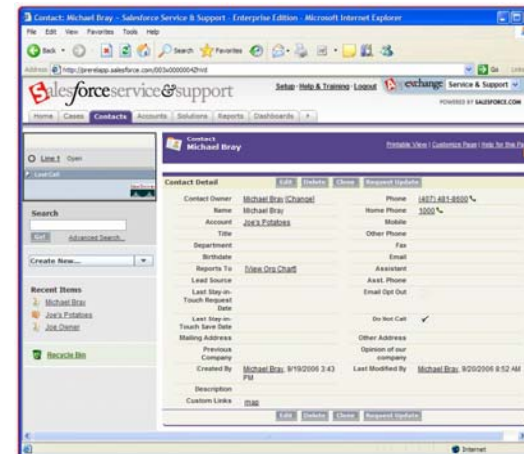 Contact: Michael Bray - Salesforce Service & Support - Enterprise Edition - Microsoft Internet Explorer
File Edit View Favorites Tools Help
Back Search Favorites
Address http://prerelapp.salesforce.com/
Go Links
salesforce service & support
Setup · Help & Training · Logout
exchange Service & Support
POWERED BY SALESFORCE.COM
Home Cases Contacts Accounts Solutions Reports Dashboards
Line 1 Open
Contact
Michael Bray
Printable View | Customize Page | Help for this Pa
Contact Detail Edit Delete Clone Request Update
Contact Owner Michael Bray [Change] Phone (407) 481-8600
Name Michael Bray Home Phone 3000
Account Joe's Potatoes Mobile
Title Other Phone
Department Fax
Birthdate Email
Reports To [View Org Chart] Assistant
Lead Source Asst. Phone
Last Stay-in-Touch Request Date Email Opt Out
Last Stay-in-Touch Save Date Do Not Call
Mailing Address Other Address
Previous Company Opinion of our company
Created By Michael Bray, 9/19/2006 3:43 PM Last Modified By Michael Bray, 9/20/2006 8:52 AM
Description
Custom Links map
Edit Delete Clone Request Update
Search
Go!
Advanced Search...
Create New...
Recent Items
Michael Bray
Joe's Potatoes
Joe Owner
Recycle Bin
Internet